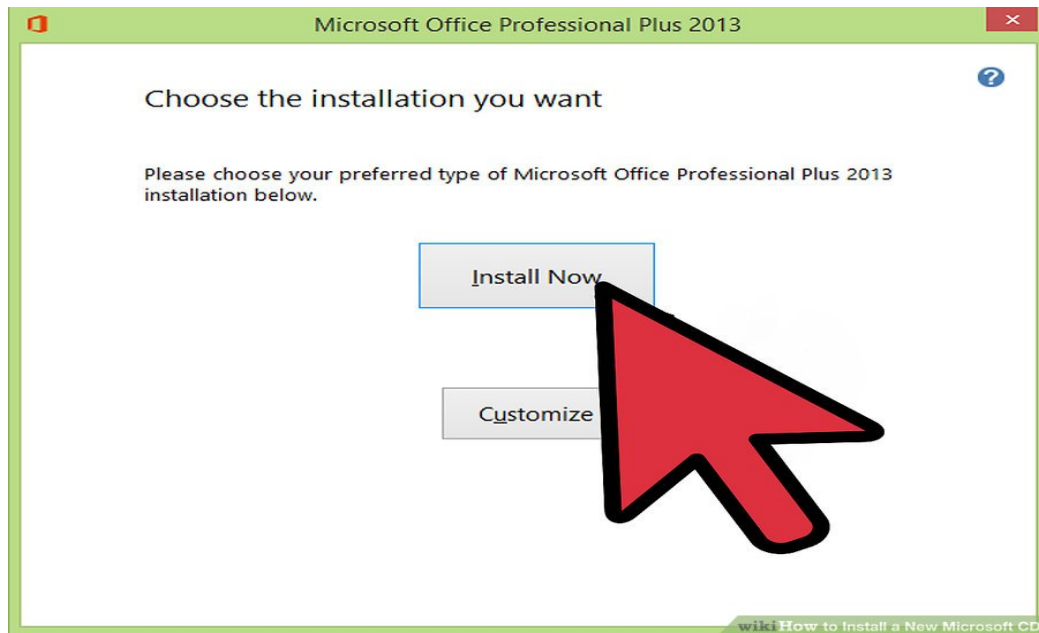 Microsoft Office Professional Plus 2013
Choose the installation you want
Please choose your preferred type of Microsoft Office Professional Plus 2013
installation below.
Install Now
Customize
wikiHow to Install a New Microsoft CD